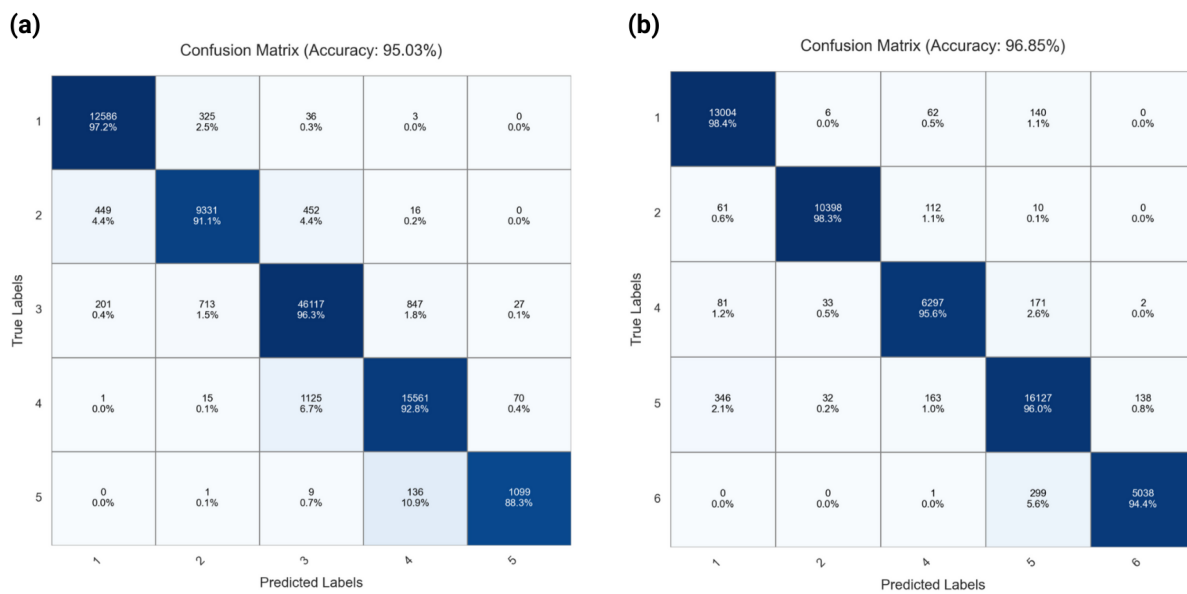 (a)
Confusion Matrix (Accuracy: 95.03%)
True Labels
1
12586 325 36 3 0
97.2% 2.5% 0.3% 0.0% 0.0%
2
449 9331 452 16 0
4.4% 91.1% 4.4% 0.2% 0.0%
3
201 713 46117 847 27
0.4% 1.5% 96.3% 1.8% 0.1%
4
1 15 1125 15561 70
0.0% 0.1% 6.7% 92.8% 0.4%
5
0 1 9 136 1099
0.0% 0.1% 0.7% 10.9% 88.3%
1 2 3 4 5
Predicted Labels
(b)
Confusion Matrix (Accuracy: 96.85%)
True Labels
1
13004 6 62 140 0
98.4% 0.0% 0.5% 1.1% 0.0%
2
61 10398 112 10 0
0.6% 98.3% 1.1% 0.1% 0.0%
4
81 33 6297 171 2
1.2% 0.5% 95.6% 2.6% 0.0%
5
346 32 163 16127 138
2.1% 0.2% 1.0% 96.0% 0.8%
6
0 0 1 299 5038
0.0% 0.0% 0.0% 5.6% 94.4%
1 2 4 5 6
Predicted Labels